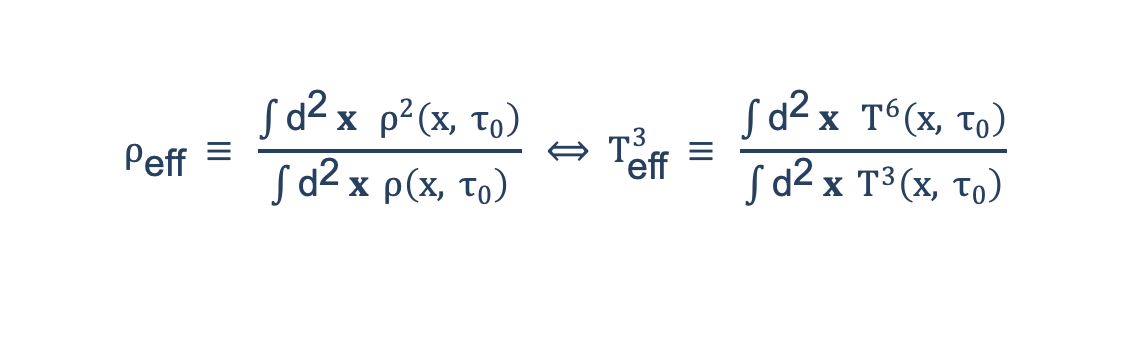 ρeff ≡ ∫ d² x ρ²(x, τ₀) / ∫ d² x ρ(x, τ₀) ⇔ T³eff ≡ ∫ d² x T⁶(x, τ₀) / ∫ d² x T³(x, τ₀)